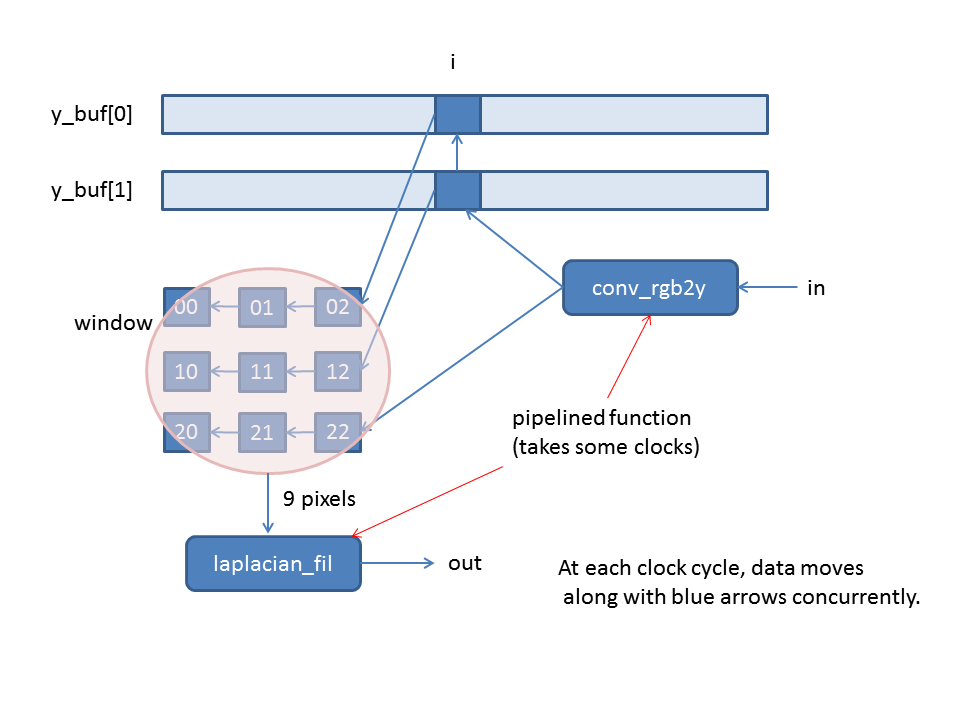 i
y_buf[0]
y_buf[1]
conv_rgb2y
in
window
00 01 02
10 11 12
20 21 22
pipelined function
(takes some clocks)
9 pixels
laplacian_fil
out
At each clock cycle, data moves
along with blue arrows concurrently.